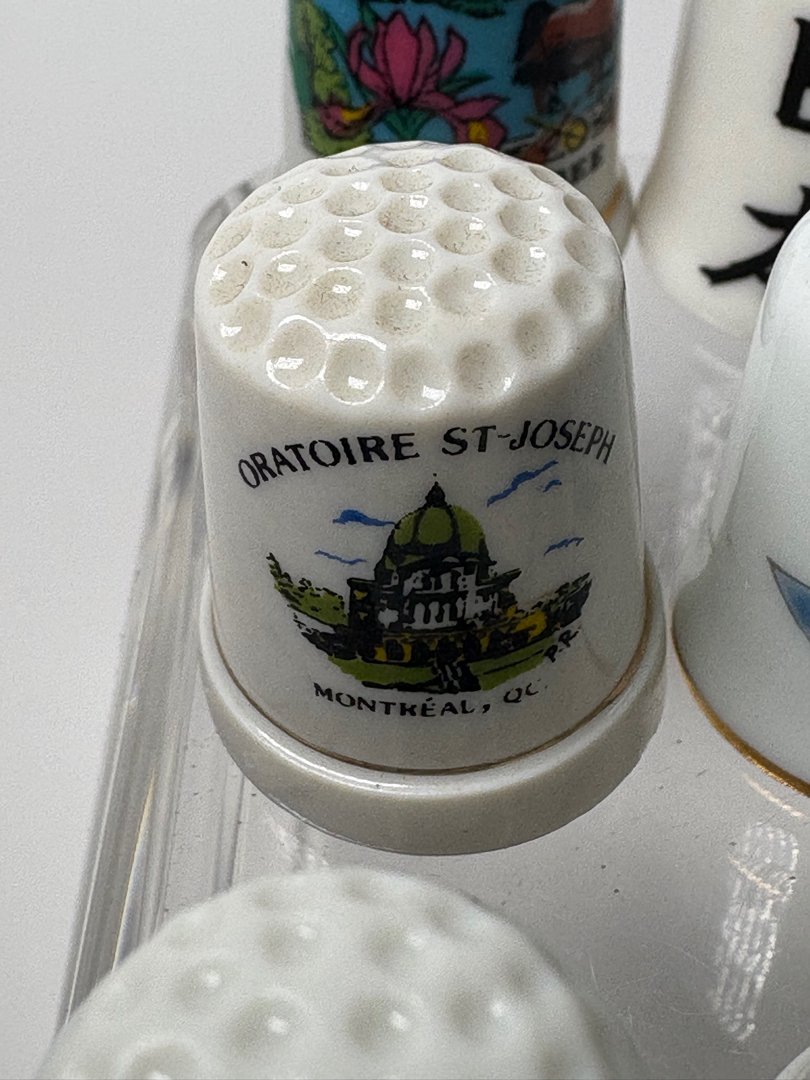 ORATOIRE ST-JOSEPH
P.R.
MONTRÉAL, QC.